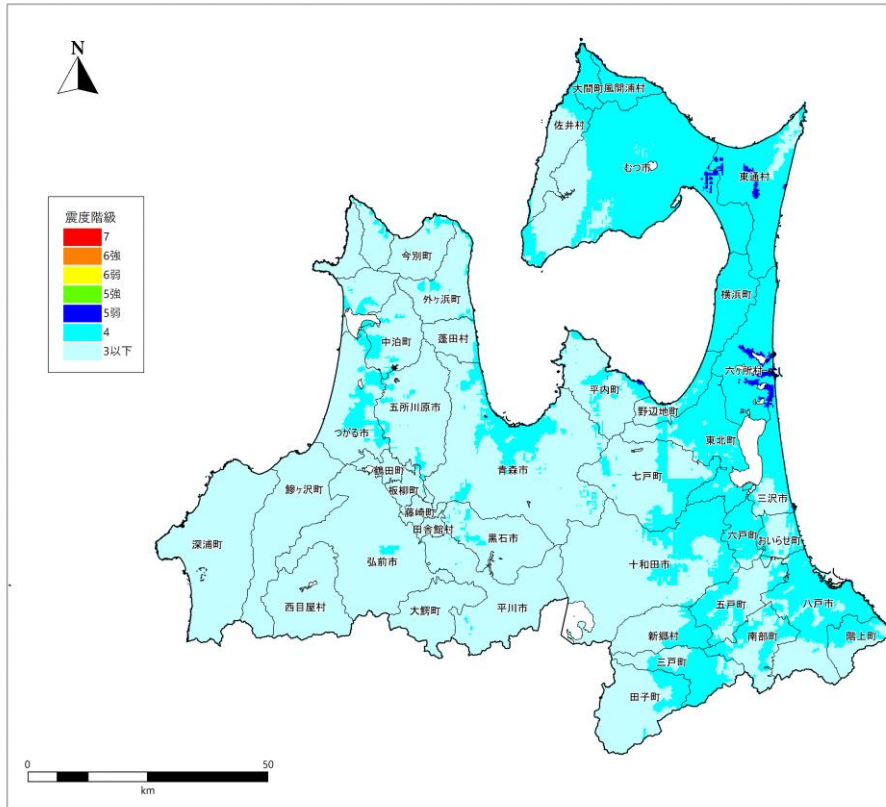 N
大間町 風間浦村
佐井村
むつ市
東通村
震度階級
7
6強
6弱
5強
5弱
4
3以下
今別町
外ヶ浜町
横浜町
中泊町
蓬田村
六ヶ所村
平内町
五所川原市
野辺地町
つがる市
東北町
青森市
七戸町
鶴田町
鰺ヶ沢町
板柳町
三沢市
藤崎町
田舎館村
六戸町
おいらせ町
深浦町
黒石市
弘前市
十和田市
西目屋村
大鰐町
平川市
五戸町
八戸市
新郷村
南部町
階上町
三戸町
田子町
0
50
km